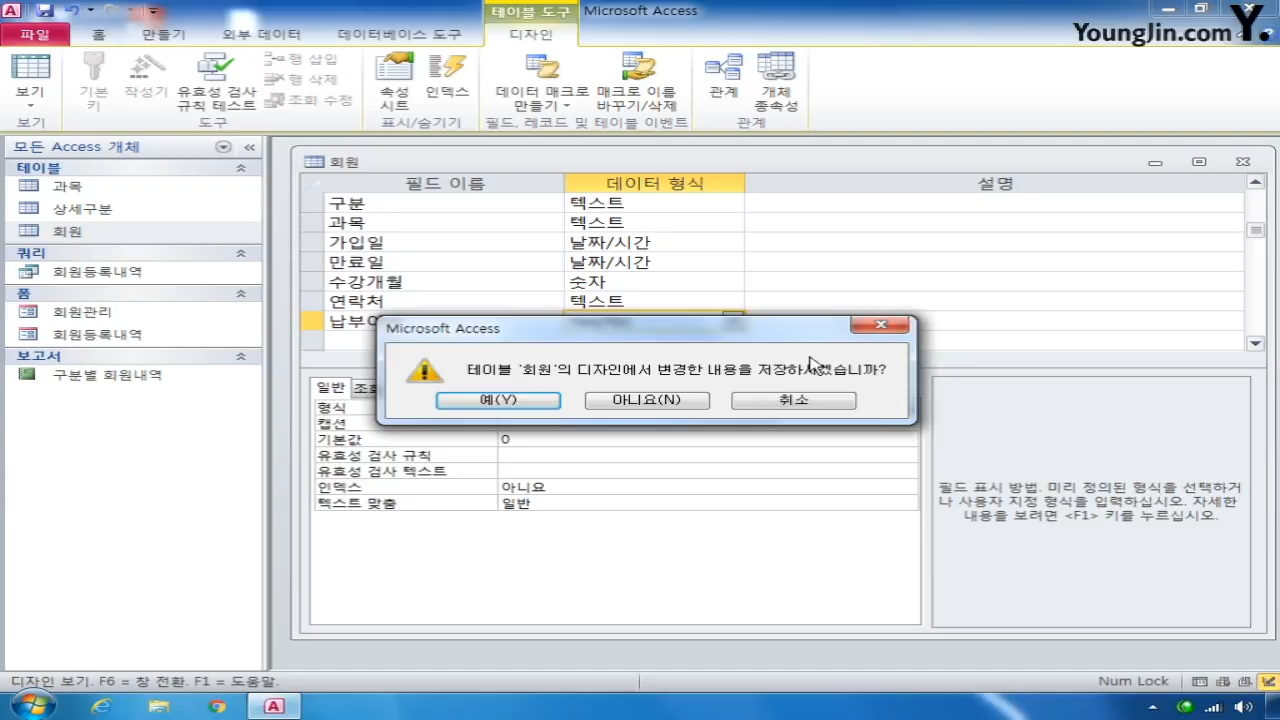 테이블 도구 Microsoft Access
YoungJin.com Y.
파일 홈 만들기 외부 데이터 데이터베이스 도구 디자인
보기 기본 키 작성기 유효성 검사 규칙 테스트 행 삽입
행 삭제
조회 수정
속성 시트 인덱스 데이터 매크로 만들기 매크로 이름 바꾸기/삭제 관계 개체 종속성
보기 도구 표시/숨기기 필드, 레코드 및 테이블 이벤트 관계
모든 Access 개체
테이블
과목
상세구분
회원
쿼리
회원등록내역
폼
회원관리
회원등록내역
보고서
구분별 회원내역
회원
필드 이름 데이터 형식 설명
구분 텍스트
과목 텍스트
가입일 날짜/시간
만료일 날짜/시간
수강개월 숫자
연락처 텍스트
Microsoft Access
테이블 '회원'의 디자인에서 변경한 내용을 저장하시겠습니까?
예(Y) 아니요(N) 취소
일반
형식
캡션
기본값 0
유효성 검사 규칙
유효성 검사 텍스트
인덱스 아니요
텍스트 맞춤 일반
필드 표시 방법. 미리 정의된 형식을 선택하거
나 사용자 지정 형식을 입력하십시오. 자세한
내용을 보려면 <F1> 키를 누르십시오.
디자인 보기. F6 = 창 전환. F1 = 도움말. Num Lock